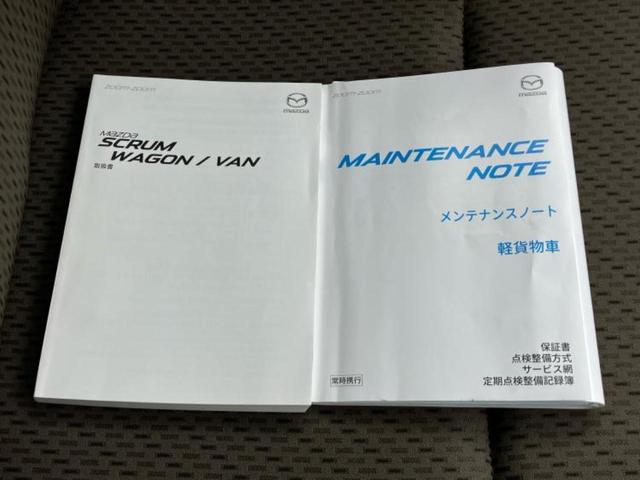 zoom-zoom
mazda
Mazda
SCRUM
WAGON / VAN
取扱書
zoom-zoom
mazda
MAINTENANCE
NOTE
メンテナンスノート
軽貨物車
保証書
点検整備方式
サービス網
定期点検整備記録簿
常時携行